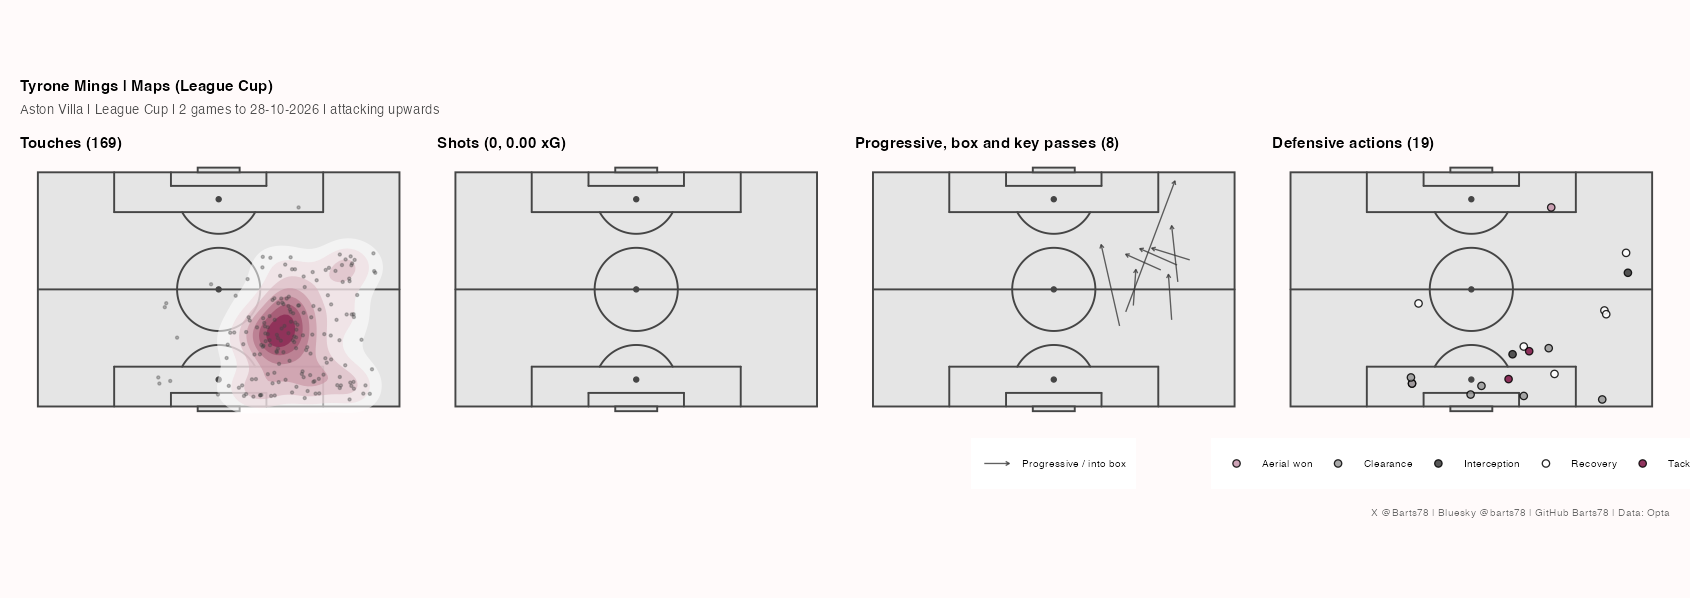 Tyrone Mings | Maps (League Cup)
Aston Villa | League Cup | 2 games to 28-10-2026 | attacking upwards
Touches (169)
Shots (0, 0.00 xG)
Progressive, box and key passes (8)
Defensive actions (19)
Progressive / into box
Aerial won
Clearance
Interception
Recovery
Tack
X @Barts78 | Bluesky @barts78 | GitHub Barts78 | Data: Opta